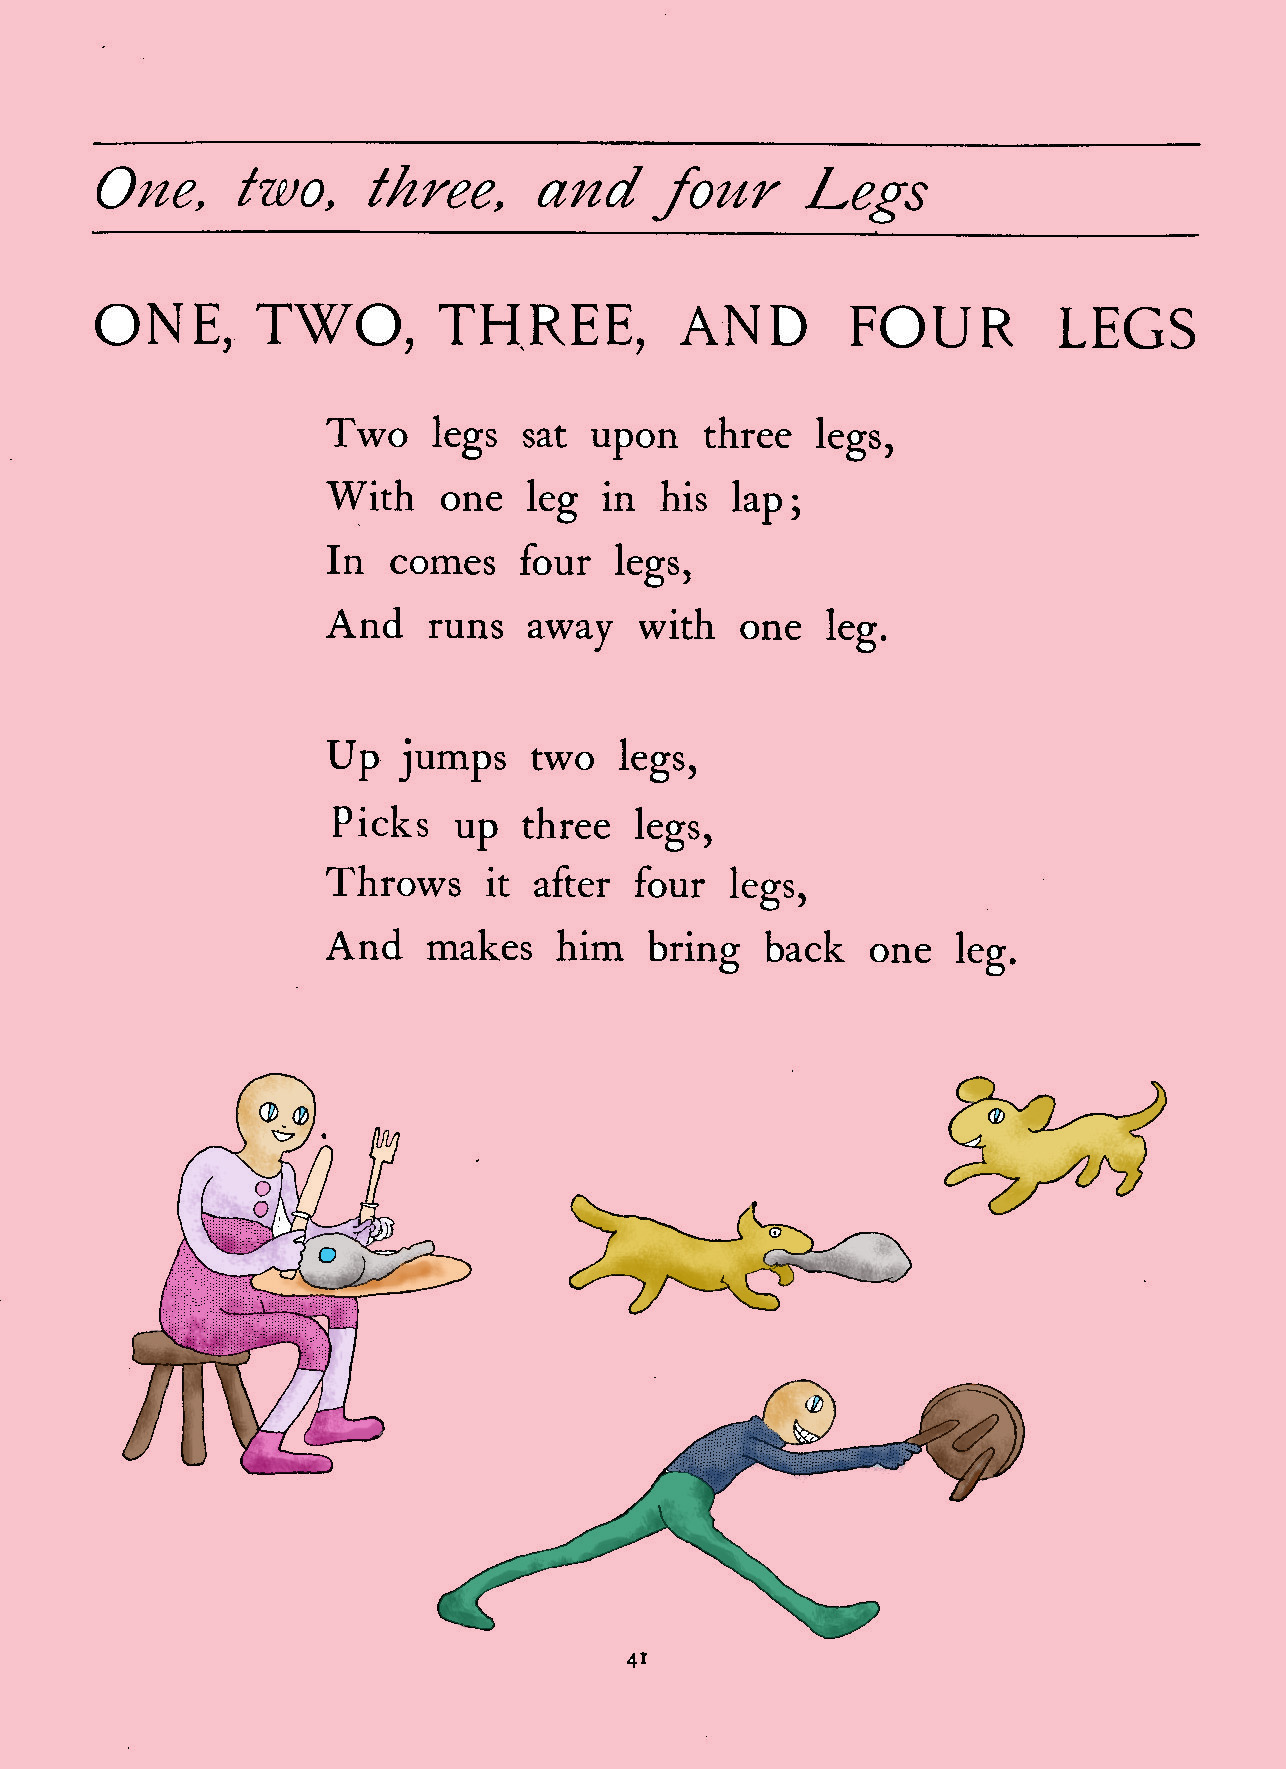 One, two, three, and four Legs
ONE, TWO, THREE, AND FOUR LEGS
Two legs sat upon three legs,
With one leg in his lap;
In comes four legs,
And runs away with one leg.
Up jumps two legs,
Picks up three legs,
Throws it after four legs,
And makes him bring back one leg.
41